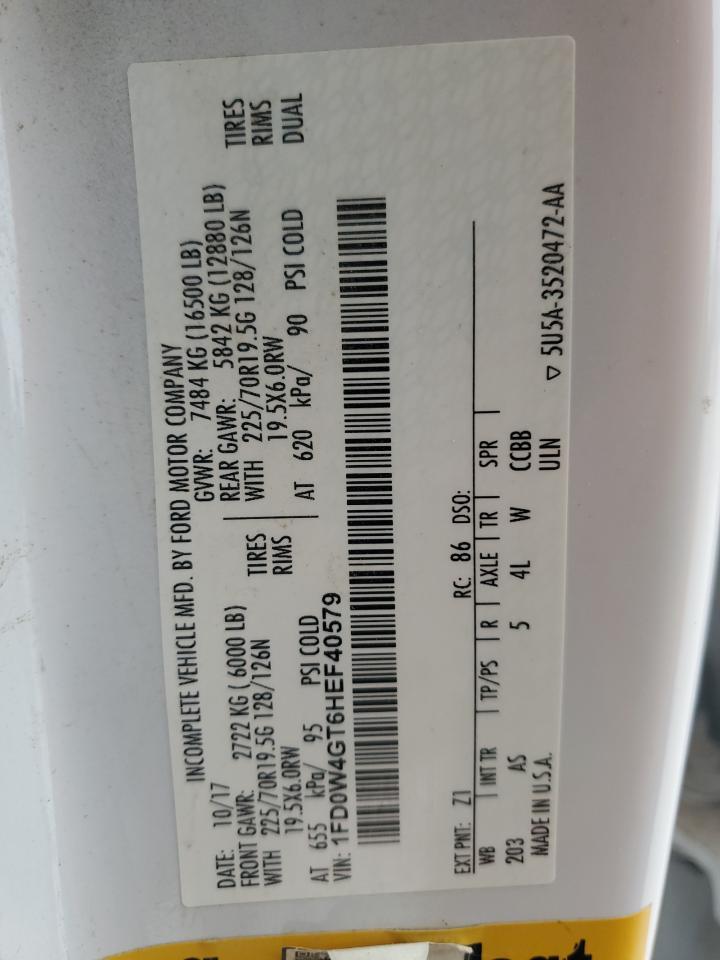 INCOMPLETE VEHICLE MFD. BY FORD MOTOR COMPANY
DATE: 10/17 GVWR: 7484 KG (16500 LB)
FRONT GAWR: 2722 KG ( 6000 LB) REAR GAWR: 5842 KG (12880 LB)
WITH 225/70R19.5G 128/126N TIRES WITH 225/70R19.5G 128/126N TIRES
19.5X6.0RW RIMS 19.5X6.0RW RIMS
AT 655 kPa/ 95 PSI COLD AT 620 kPa/ 90 PSI COLD DUAL
VIN: 1FD0W4GT6HEF40579
EXT PNT: Z1 RC: 86 DSO:
WB INT TR TP/PS R AXLE TR SPR
203 AS 5 4L W CCBB
MADE IN U.S.A. ULN ▽ 5U5A-3520472-AA